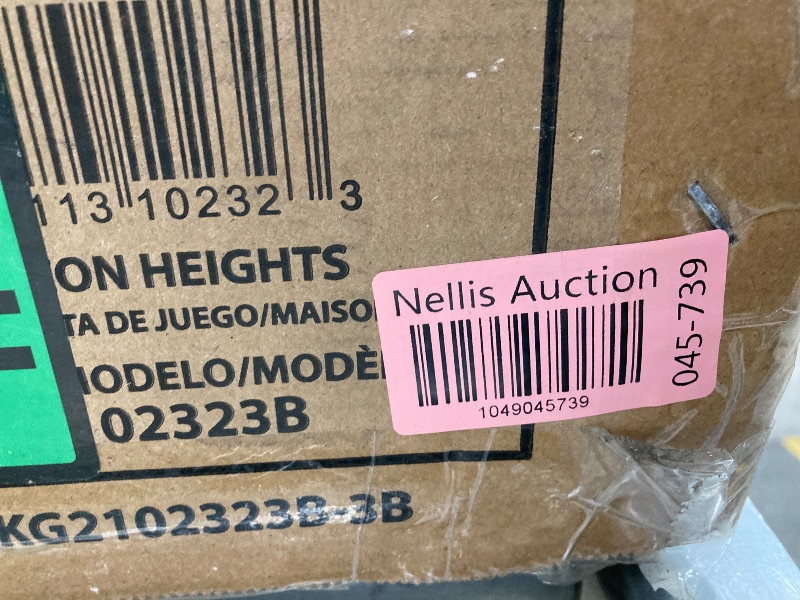 113 10232 3
ON HEIGHTS
TA DE JUEGO/MAISO
MODELO/MODÈ
02323B
KG2102323B-3B
Nellis Auction
1049045739
045-739